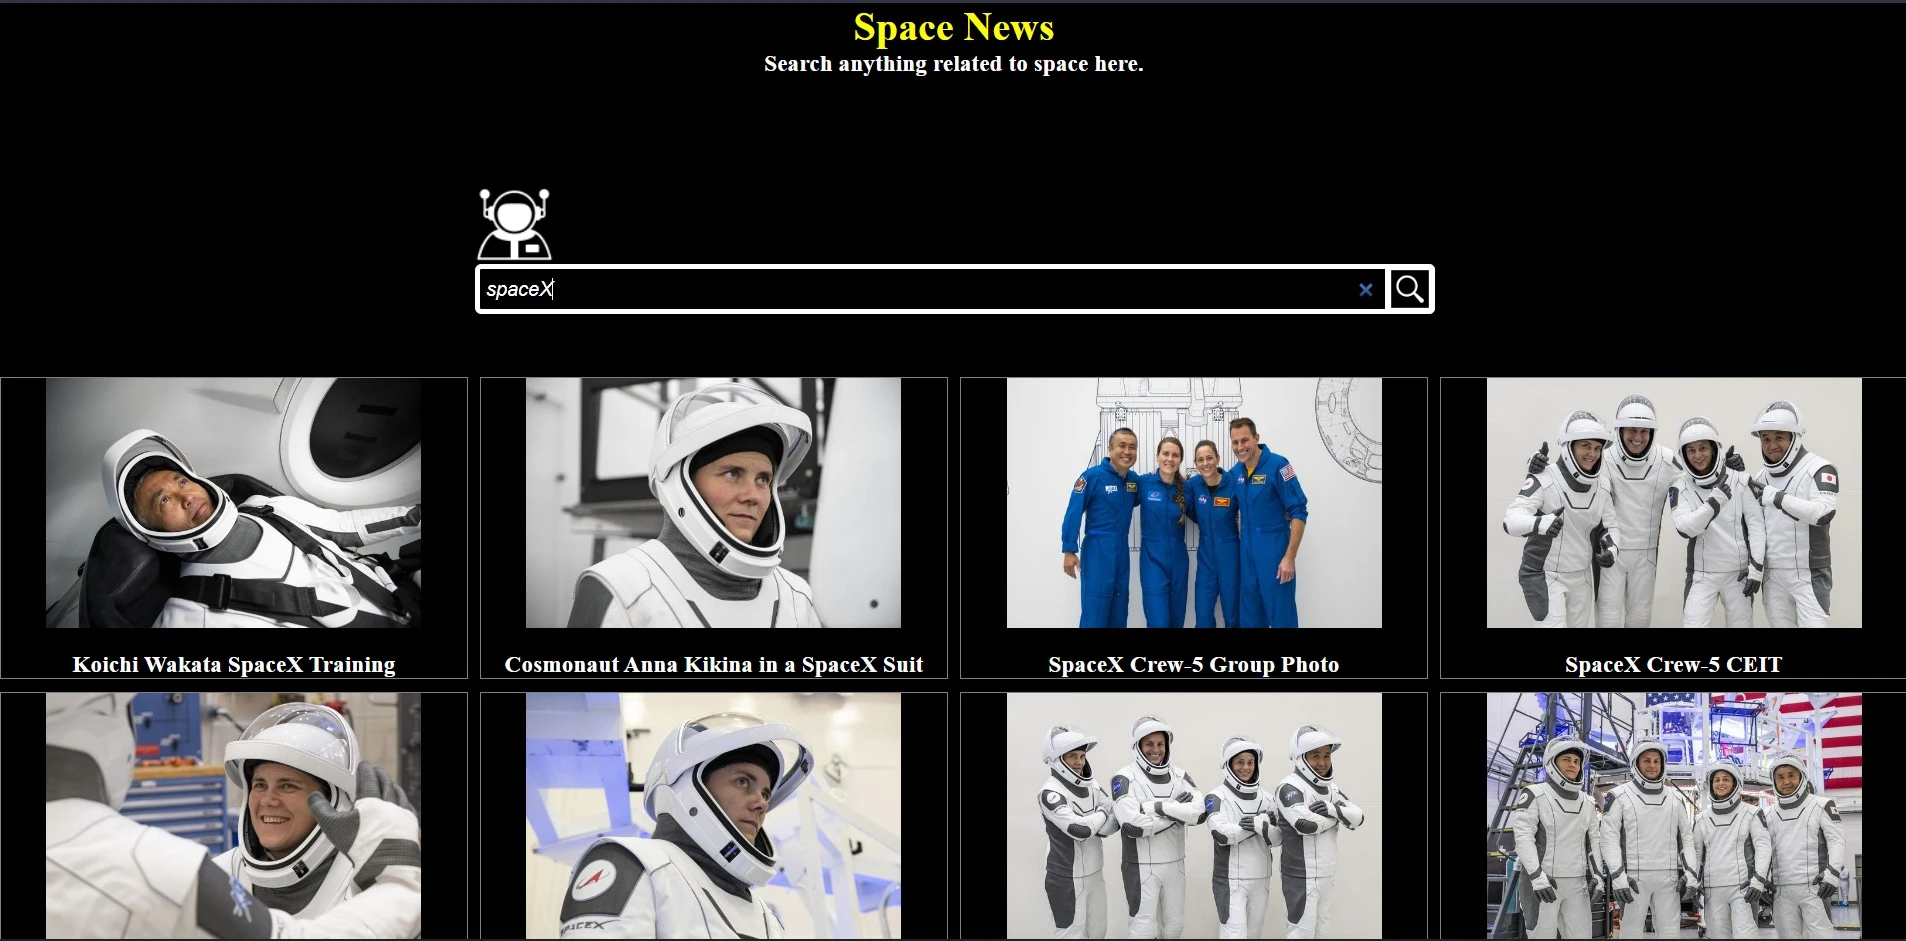 Space News
Search anything related to space here.
spaceX
Koichi Wakata SpaceX Training
Cosmonaut Anna Kikina in a SpaceX Suit
SpaceX Crew-5 Group Photo
SpaceX Crew-5 CEIT
SPACEX